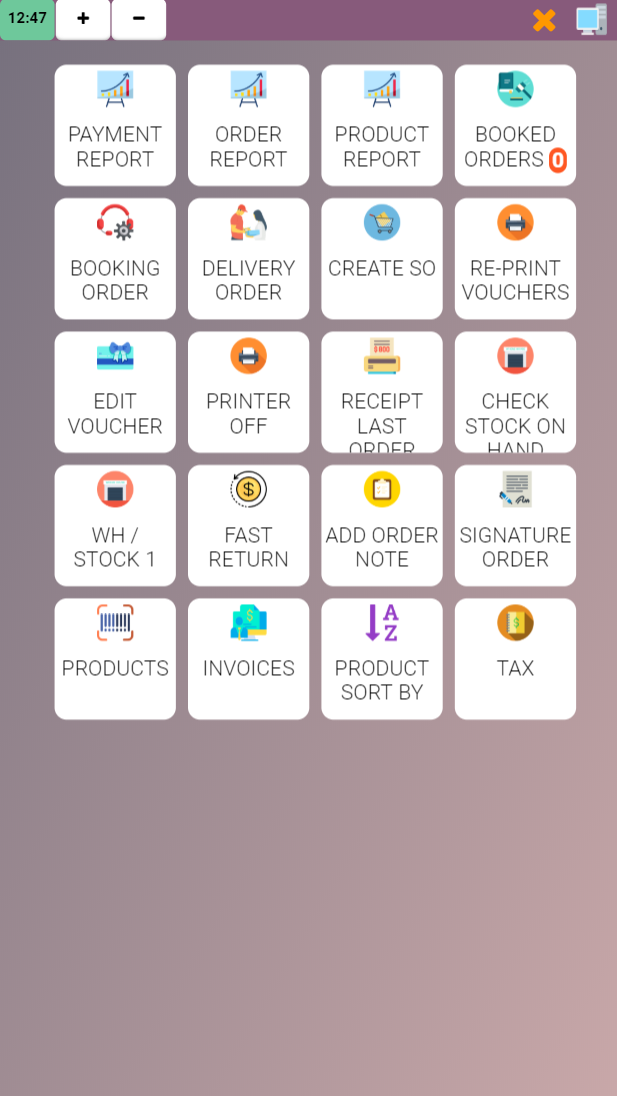 12:47 + −
PAYMENT
REPORT
ORDER
REPORT
PRODUCT
REPORT
BOOKED
ORDERS 0
BOOKING
ORDER
DELIVERY
ORDER
CREATE SO
RE-PRINT
VOUCHERS
EDIT
VOUCHER
PRINTER
OFF
$800
RECEIPT
LAST
ORDER
CHECK
STOCK ON
HAND
WH /
STOCK 1
$
FAST
RETURN
ADD ORDER
NOTE
SIGNATURE
ORDER
PRODUCTS
$
INVOICES
A
Z
PRODUCT
SORT BY
$
TAX